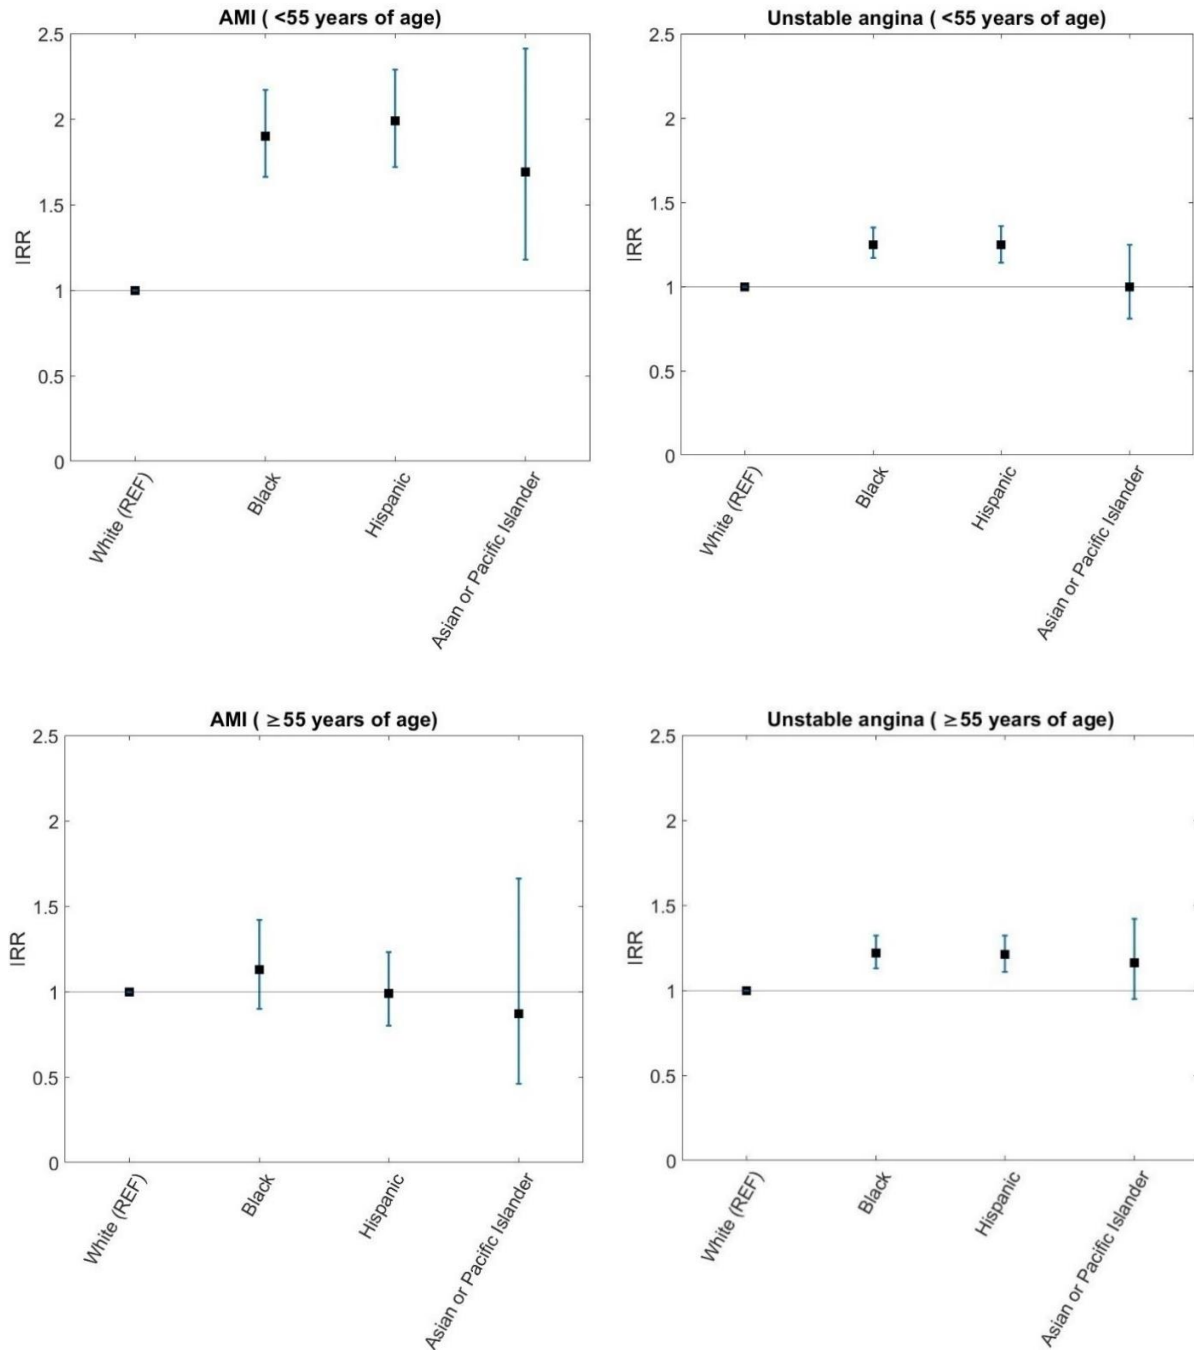 AMI ( <55 years of age)
2.5
2
1.5
1
0.5
0
IRR
White (REF)
Black
Hispanic
Asian or Pacific Islander
Unstable angina ( <55 years of age)
2.5
2
1.5
1
0.5
0
IRR
White (REF)
Black
Hispanic
Asian or Pacific Islander
AMI ( ≥55 years of age)
2.5
2
1.5
1
0.5
0
IRR
White (REF)
Black
Hispanic
Asian or Pacific Islander
Unstable angina ( ≥55 years of age)
2.5
2
1.5
1
0.5
0
IRR
White (REF)
Black
Hispanic
Asian or Pacific Islander